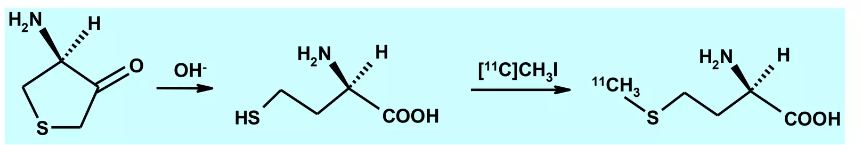 H₂N H
O
S
OH⁻
H₂N H
HS COOH
[¹¹C]CH₃I
H₂N H
¹¹CH₃
S COOH